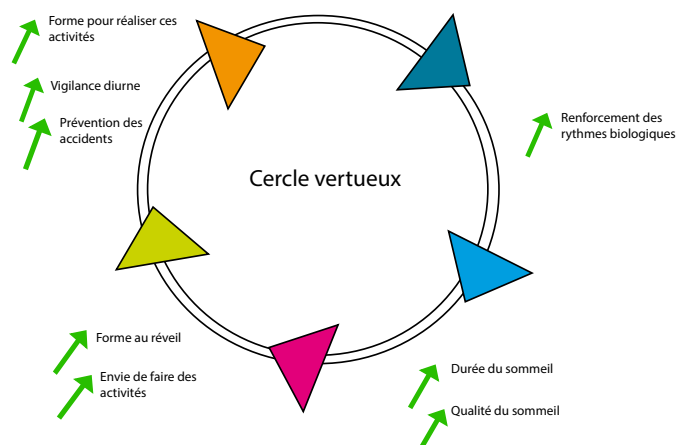 Forme pour réaliser ces
activités
Vigilance diurne
Prévention des
accidents
Renforcement des
rythmes biologiques
Cercle vertueux
Forme au réveil
Envie de faire des
activités
Durée du sommeil
Qualité du sommeil